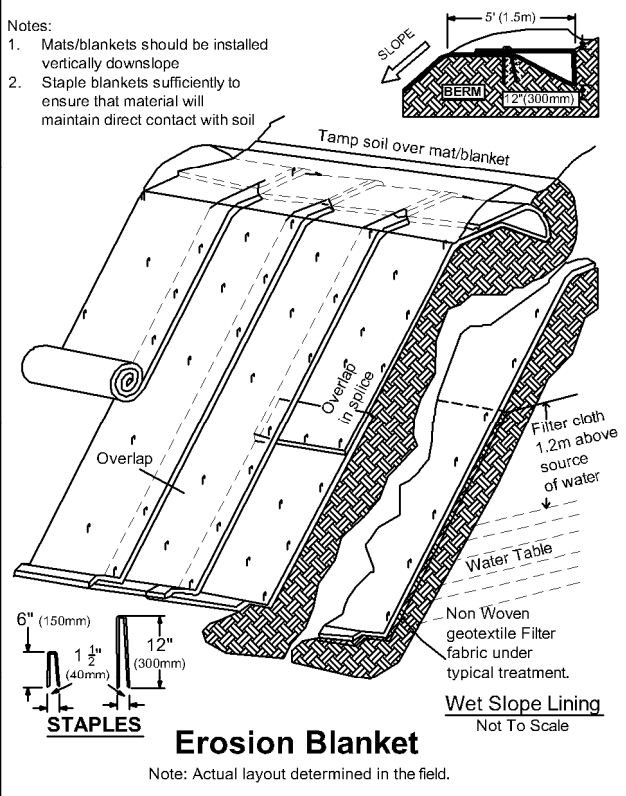 Notes:
1. Mats/blankets should be installed
vertically downslope
2. Staple blankets sufficiently to
ensure that material will
maintain direct contact with soil
5' (1.5m)
SLOPE
BERM
12"(300mm)
Tamp soil over mat/blanket
Overlap
in splice
Overlap
Filter cloth
1.2m above
source
of water
Water Table
6" (150mm)
1 1/2"
(40mm)
12"
(300mm)
STAPLES
Non Woven
geotextile Filter
fabric under
typical treatment.
Wet Slope Lining
Not To Scale
Erosion Blanket
Note: Actual layout determined in the field.